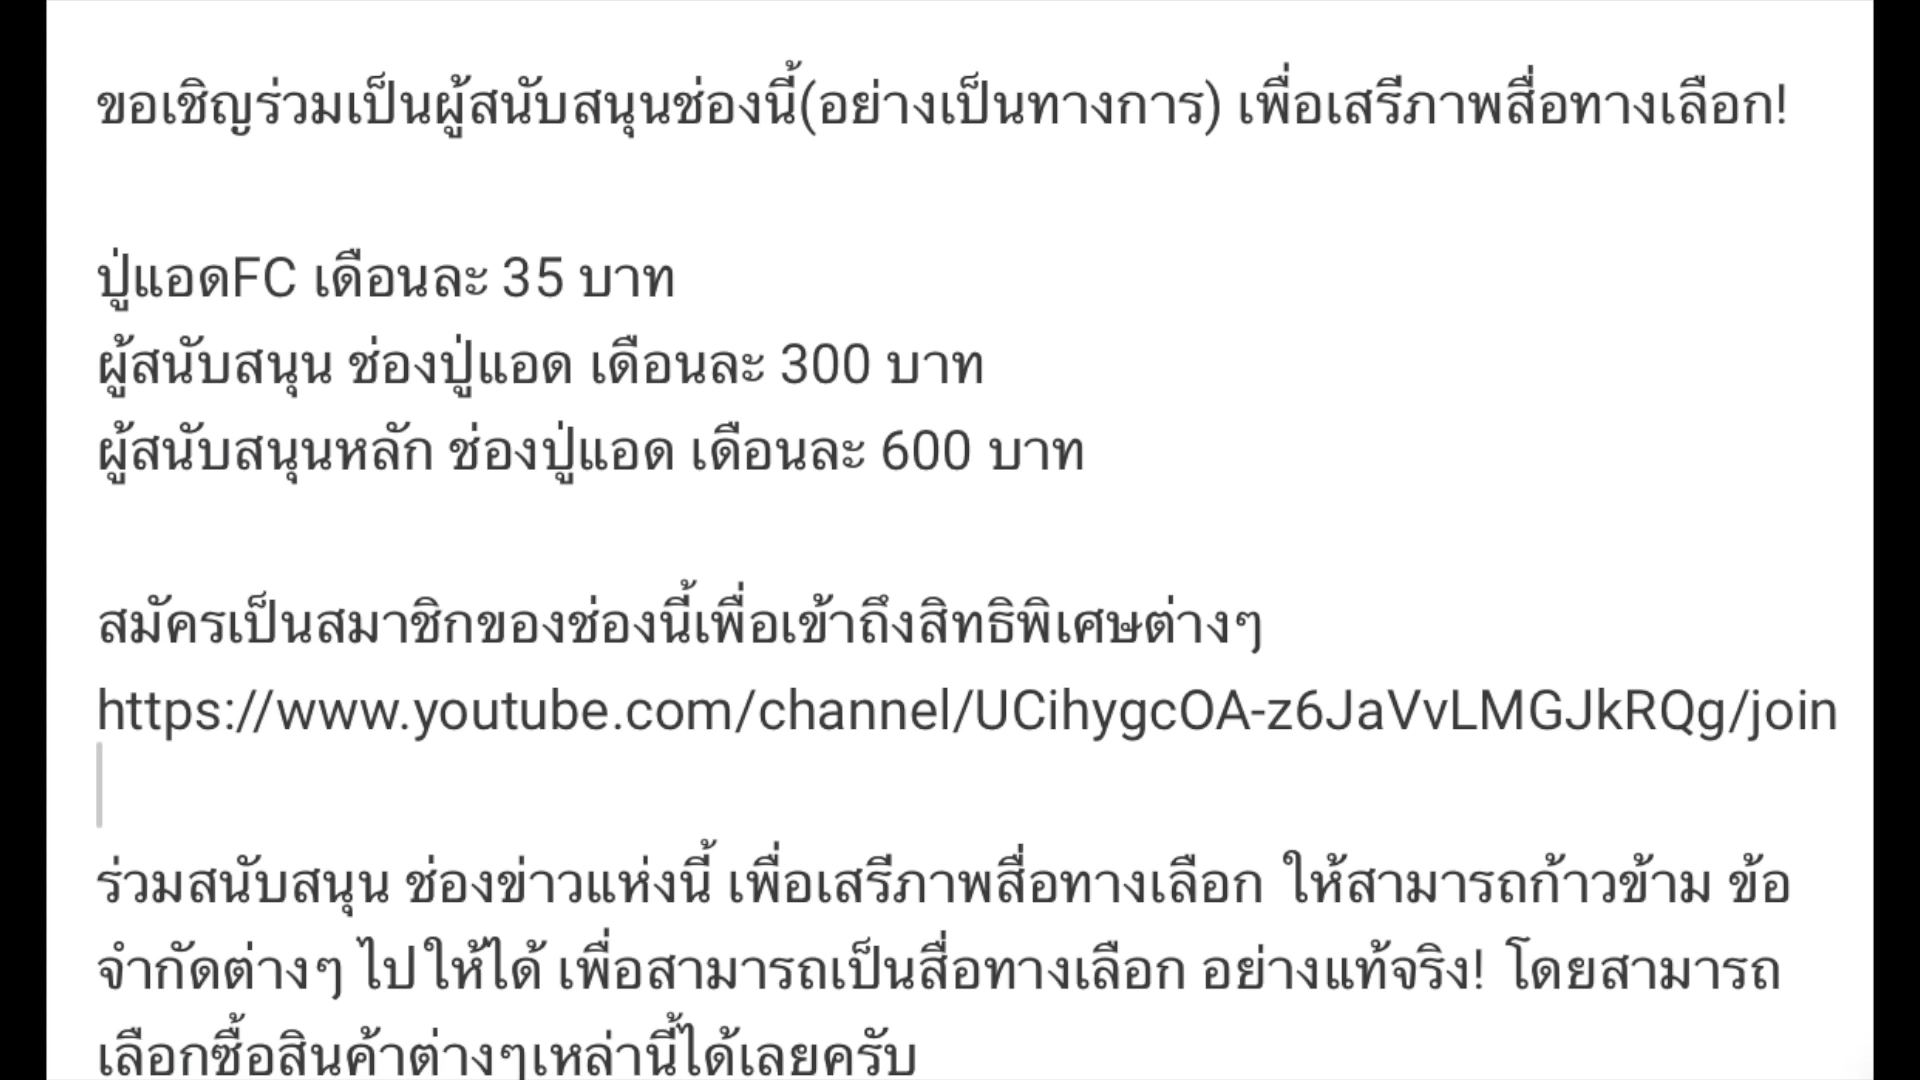 ขอเชิญร่วมเป็นผู้สนับสนุนช่องนี้(อย่างเป็นทางการ) เพื่อเสรีภาพสื่อทางเลือก!
ปู่แอดFC เดือนละ 35 บาท
ผู้สนับสนุน ช่องปู่แอด เดือนละ 300 บาท
ผู้สนับสนุนหลัก ช่องปู่แอด เดือนละ 600 บาท
สมัครเป็นสมาชิกของช่องนี้เพื่อเข้าถึงสิทธิพิเศษต่างๆ
https://www.youtube.com/channel/UCihygcOA-z6JaVvLMGJkRQg/join
ร่วมสนับสนุน ช่องข่าวแห่งนี้ เพื่อเสรีภาพสื่อทางเลือก ให้สามารถก้าวข้าม ข้อ
จำกัดต่างๆ ไปให้ได้ เพื่อสามารถเป็นสื่อทางเลือก อย่างแท้จริง! โดยสามารถ
เลือกซื้อสินค้าต่างๆเหล่านี้ได้เลยครับ